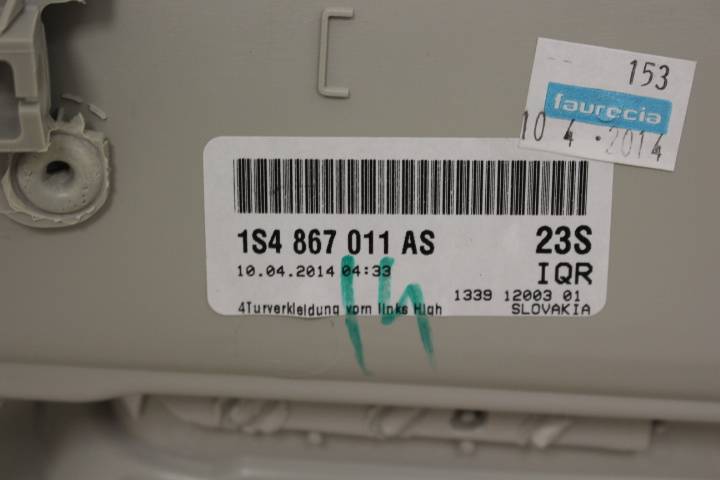 153
faurecia
10 4 - 2014
1S4 867 011 AS 23S
10.04.2014 04:33 IQR
1339 12003 01
4Turverkleidung vorn links High SLOVAKIA
14